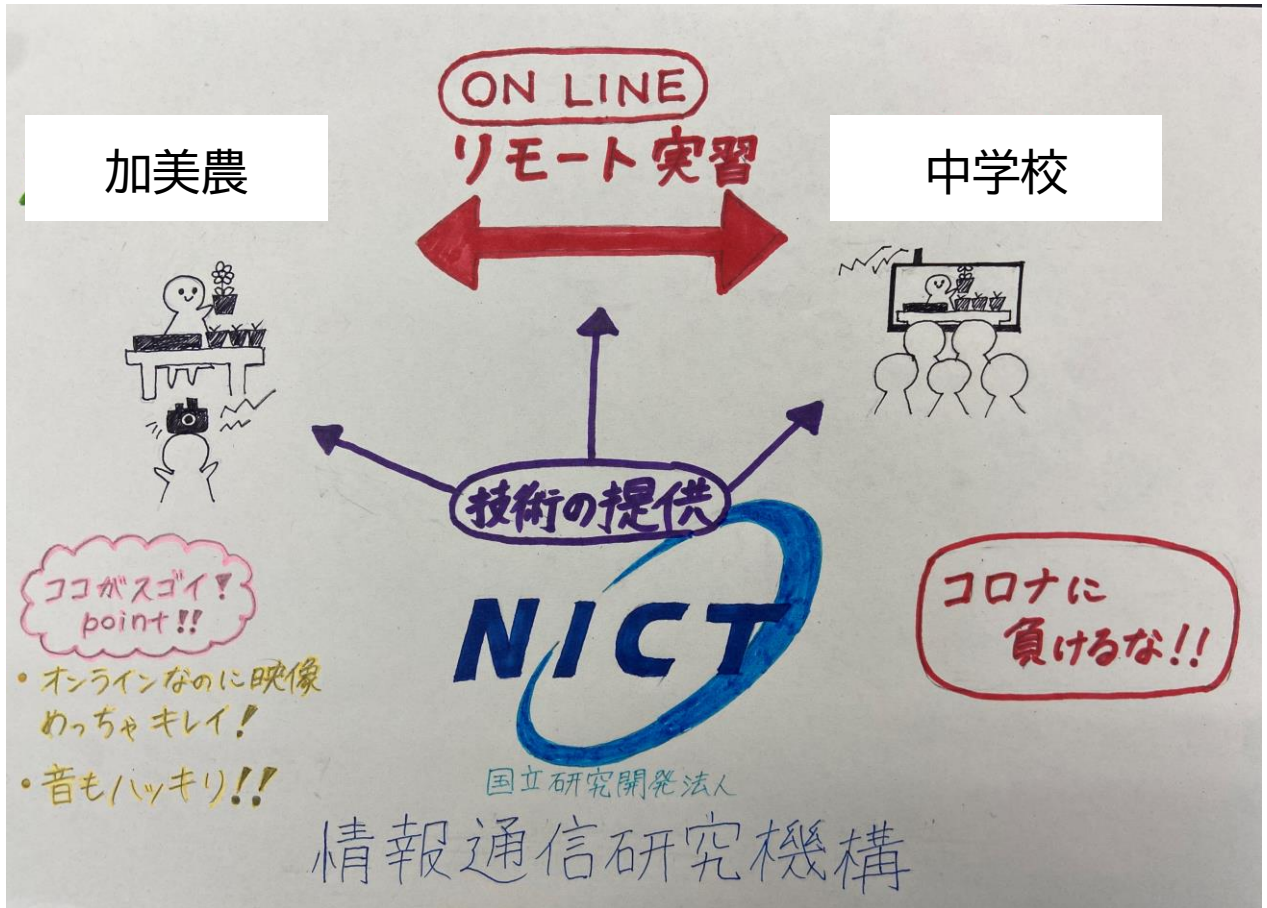 ON LINE
リモート実習
加美農
中学校
技術の提供
ココがスゴイ!
point!!
・オンラインなのに映像
めっちゃキレイ!
・音もハッキリ!!
NICT
コロナに
負けるな!!
国立研究開発法人
情報通信研究機構